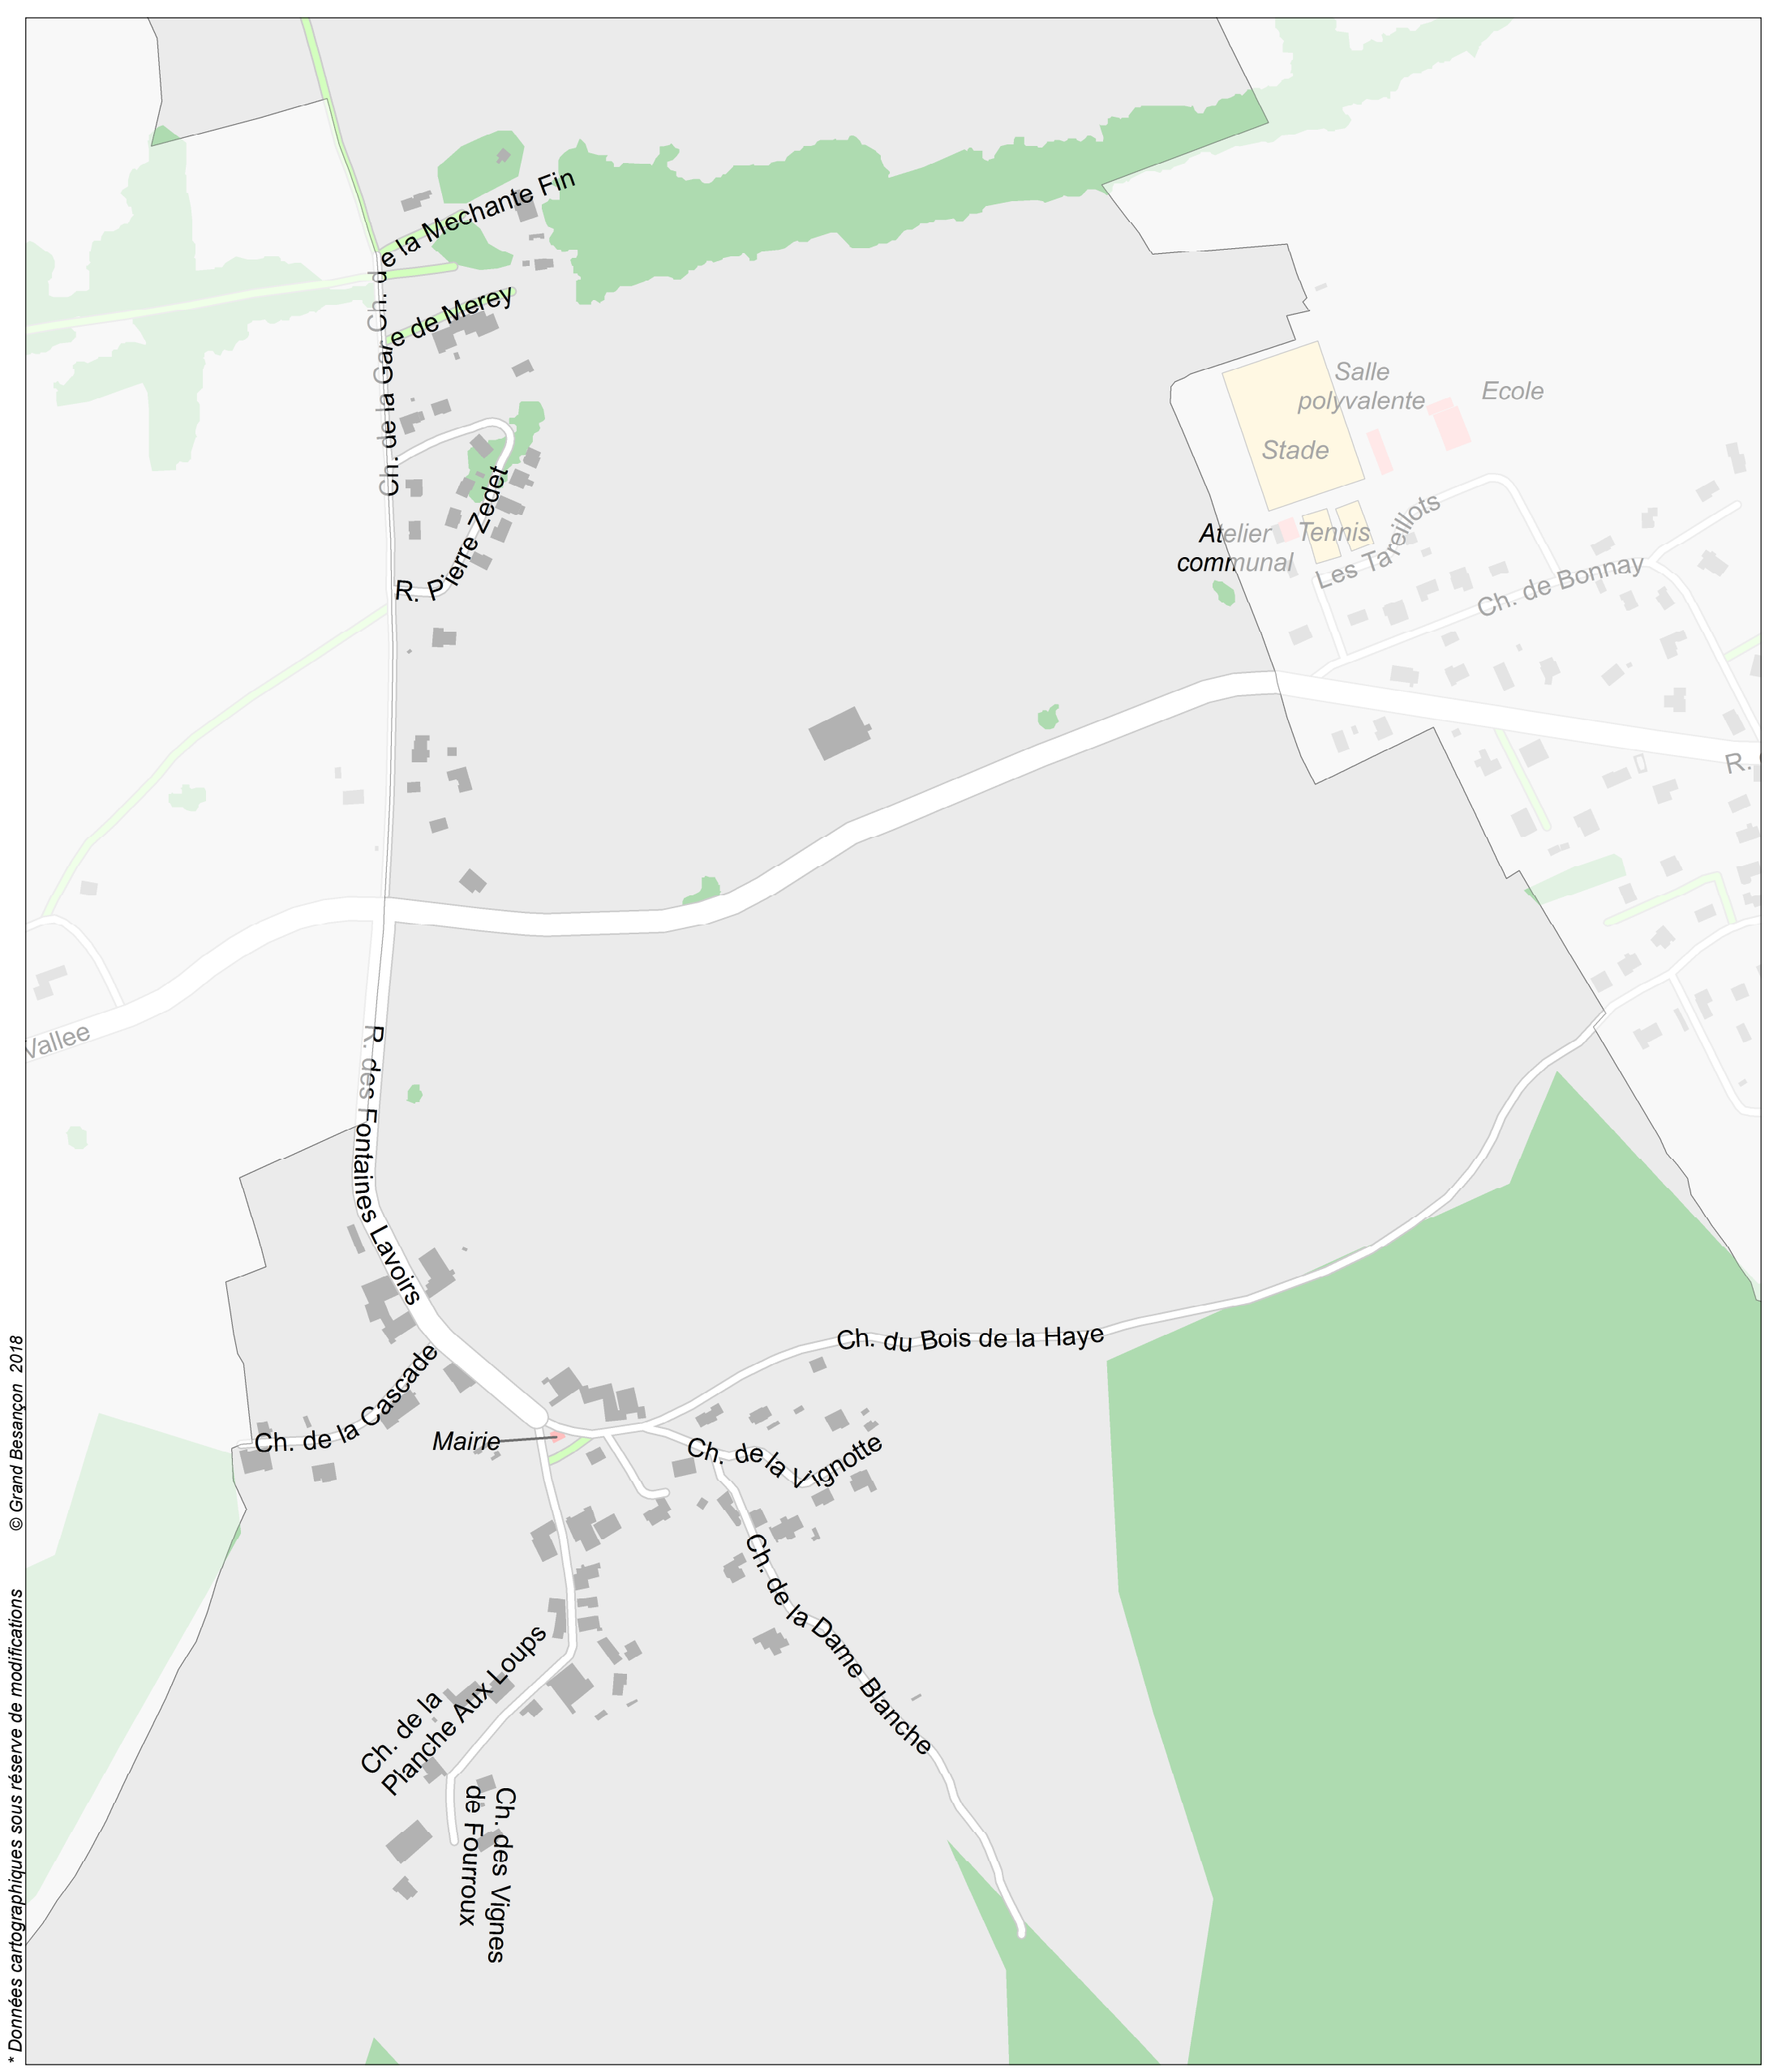 Ch. de la Mechante Fin
Ch. de la Gare de Merey
R. Pierre Zedet
Salle
polyvalente
Ecole
Stade
Atelier
communal
Tennis
Les Tareillots
Ch. de Bonnay
R.
Vallee
R. des Fontaines Lavoirs
Ch. du Bois de la Haye
Ch. de la Cascade
Mairie
Ch. de la Vignotte
Ch. de la Dame Blanche
Ch. de la
Planche Aux Loups
Ch. des Vignes
de Fourroux
* Données cartographiques sous réserve de modifications © Grand Besançon 2018